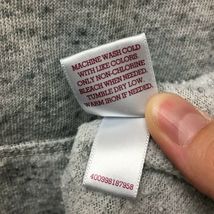 MACHINE WASH COLD
WITH LIKE COLORS
ONLY NON-CHLORINE
BLEACH WHEN NEEDED.
TUMBLE DRY LOW.
WARM IRON IF NEEDED.
400998187958